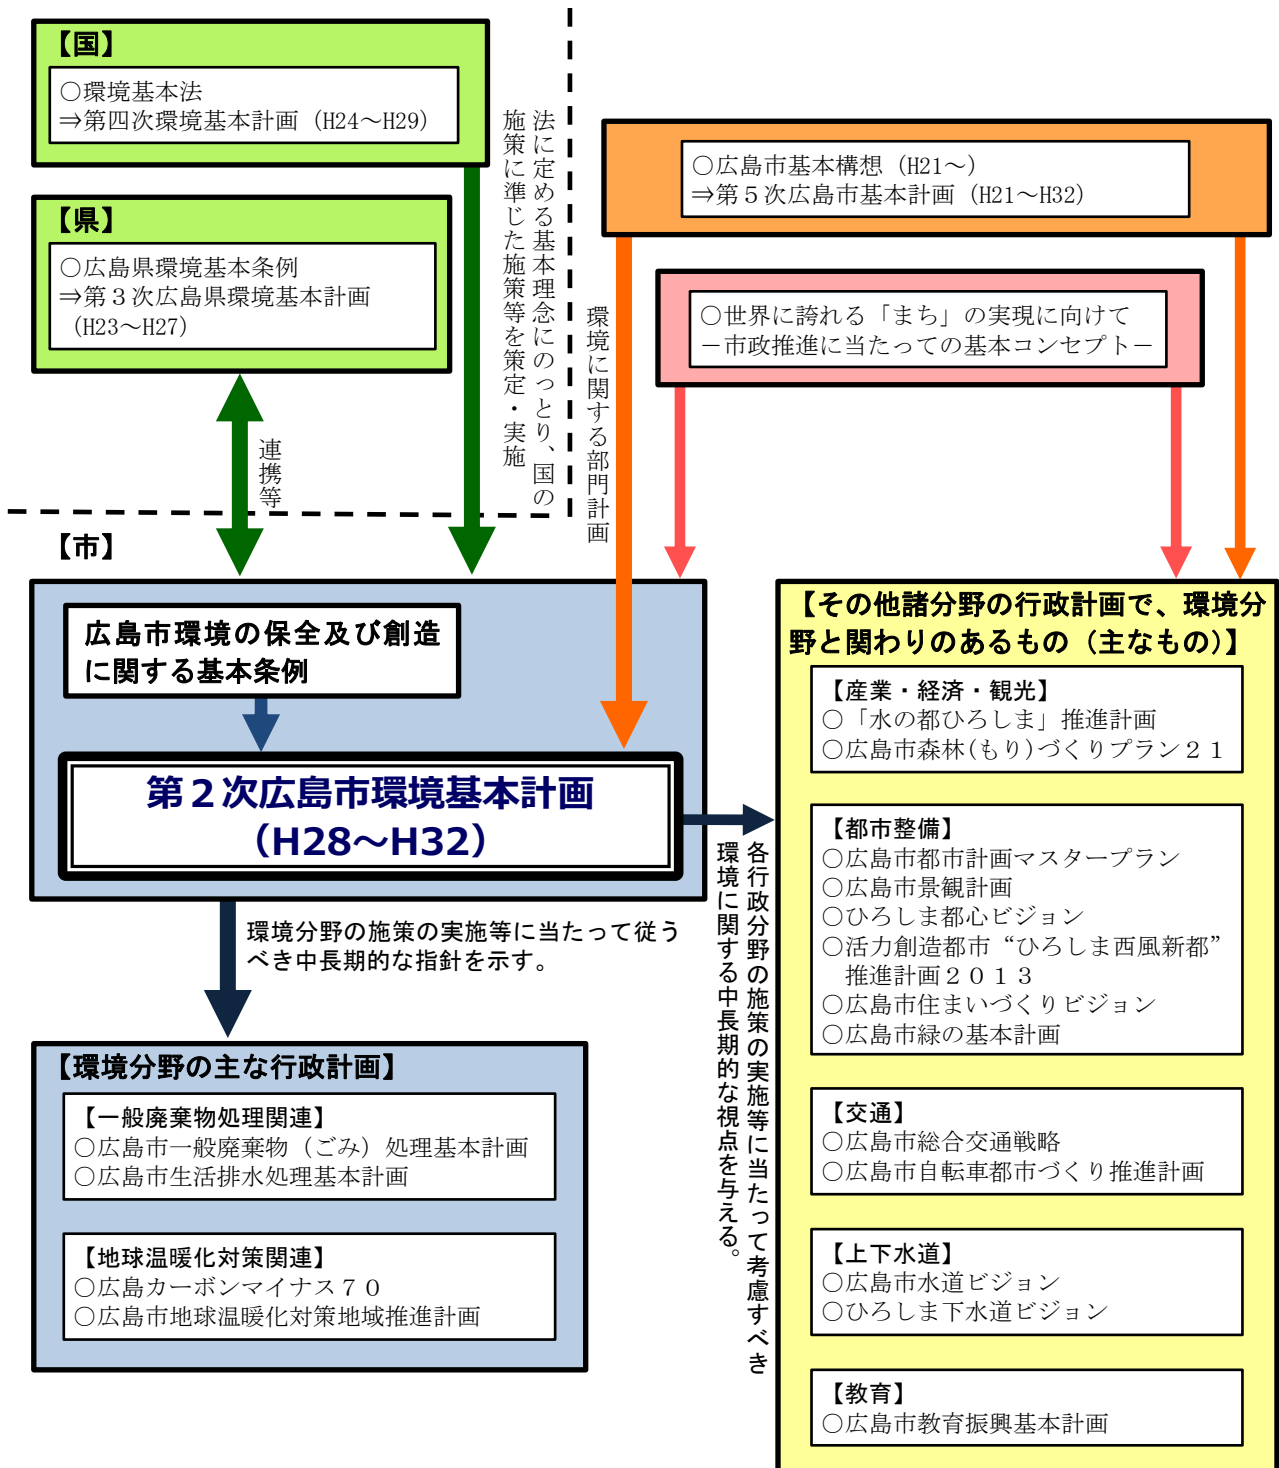 【国】
○環境基本法
⇒第四次環境基本計画（H24～H29）
【県】
○広島県環境基本条例
⇒第３次広島県環境基本計画
（H23～H27）
法に定める基本理念にのっとり、国の
施策に準じた施策等を策定・実施
連携等
○広島市基本構想（H21～）
⇒第５次広島市基本計画（H21～H32）
○世界に誇れる「まち」の実現に向けて
－市政推進に当たっての基本コンセプト－
環境に関する部門計画
【市】
広島市環境の保全及び創造
に関する基本条例
第２次広島市環境基本計画
（H28～H32）
環境分野の施策の実施等に当たって従う
べき中長期的な指針を示す。
各行政分野の施策の実施等に当たって考慮すべき
環境に関する中長期的な視点を与える。
【環境分野の主な行政計画】
【一般廃棄物処理関連】
○広島市一般廃棄物（ごみ）処理基本計画
○広島市生活排水処理基本計画
【地球温暖化対策関連】
○広島カーボンマイナス７０
○広島市地球温暖化対策地域推進計画
【その他諸分野の行政計画で、環境分
野と関わりのあるもの（主なもの）】
【産業・経済・観光】
○「水の都ひろしま」推進計画
○広島市森林(もり)づくりプラン２１
【都市整備】
○広島市都市計画マスタープラン
○広島市景観計画
○ひろしま都心ビジョン
○活力創造都市“ひろしま西風新都”
推進計画２０１３
○広島市住まいづくりビジョン
○広島市緑の基本計画
【交通】
○広島市総合交通戦略
○広島市自転車都市づくり推進計画
【上下水道】
○広島市水道ビジョン
○ひろしま下水道ビジョン
【教育】
○広島市教育振興基本計画